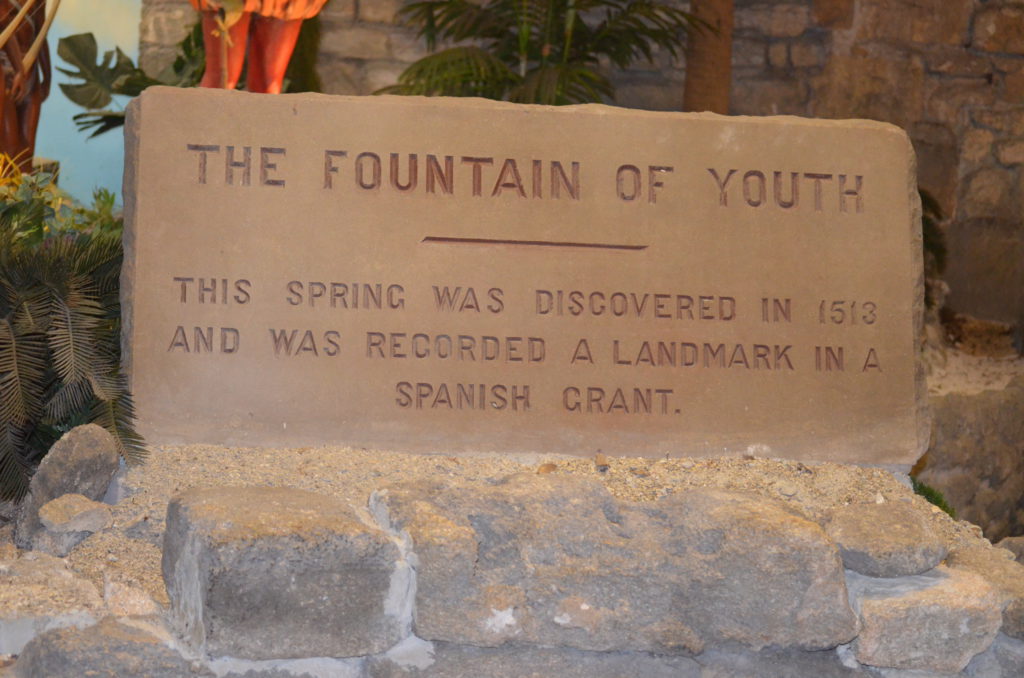 THE FOUNTAIN OF YOUTH
THIS SPRING WAS DISCOVERED IN 1513
AND WAS RECORDED A LANDMARK IN A
SPANISH GRANT.